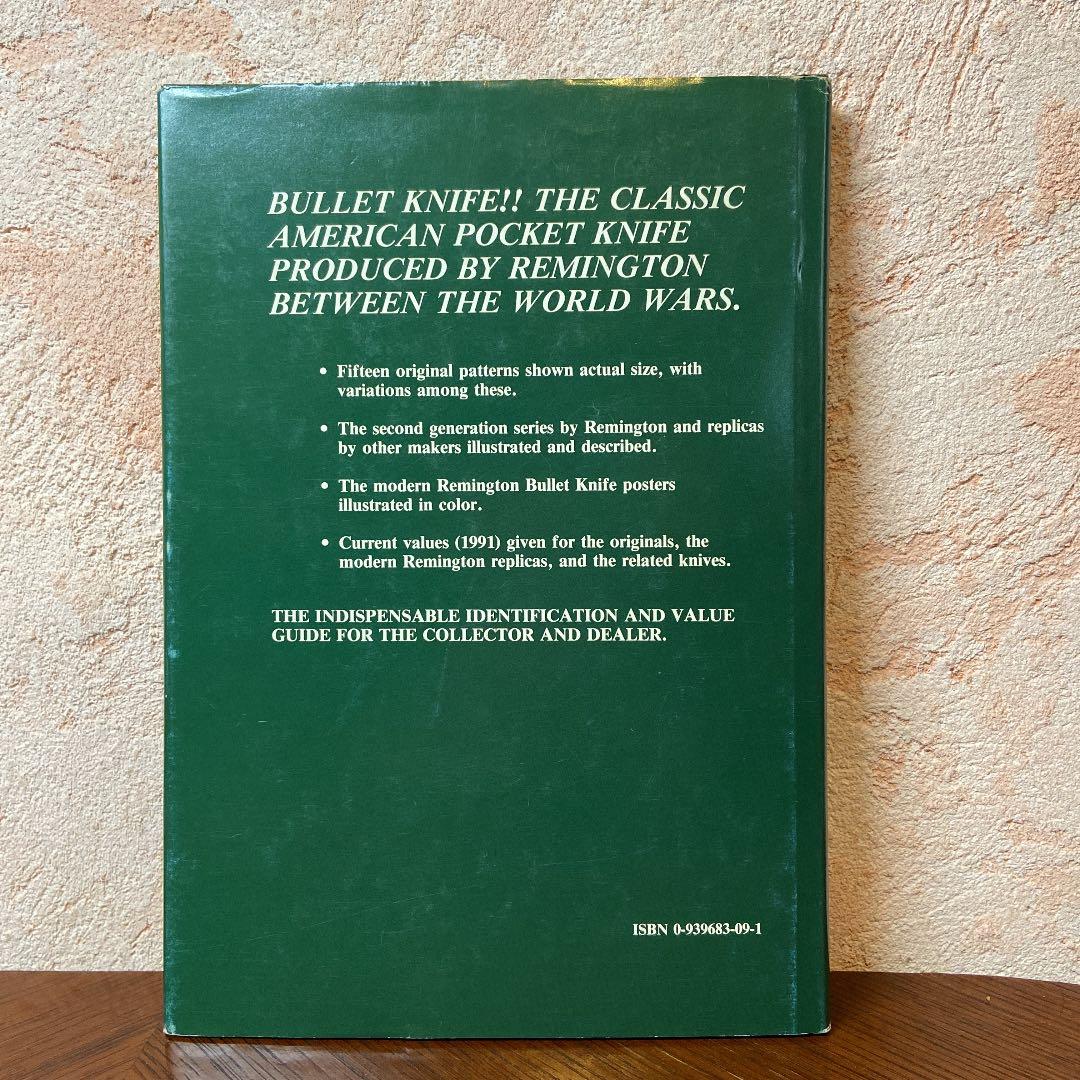 BULLET KNIFE!! THE CLASSIC
AMERICAN POCKET KNIFE
PRODUCED BY REMINGTON
BETWEEN THE WORLD WARS.
• Fifteen original patterns shown actual size, with
variations among these.
• The second generation series by Remington and replicas
by other makers illustrated and described.
• The modern Remington Bullet Knife posters
illustrated in color.
• Current values (1991) given for the originals, the
modern Remington replicas, and the related knives.
THE INDISPENSABLE IDENTIFICATION AND VALUE
GUIDE FOR THE COLLECTOR AND DEALER.
ISBN 0-939683-09-1